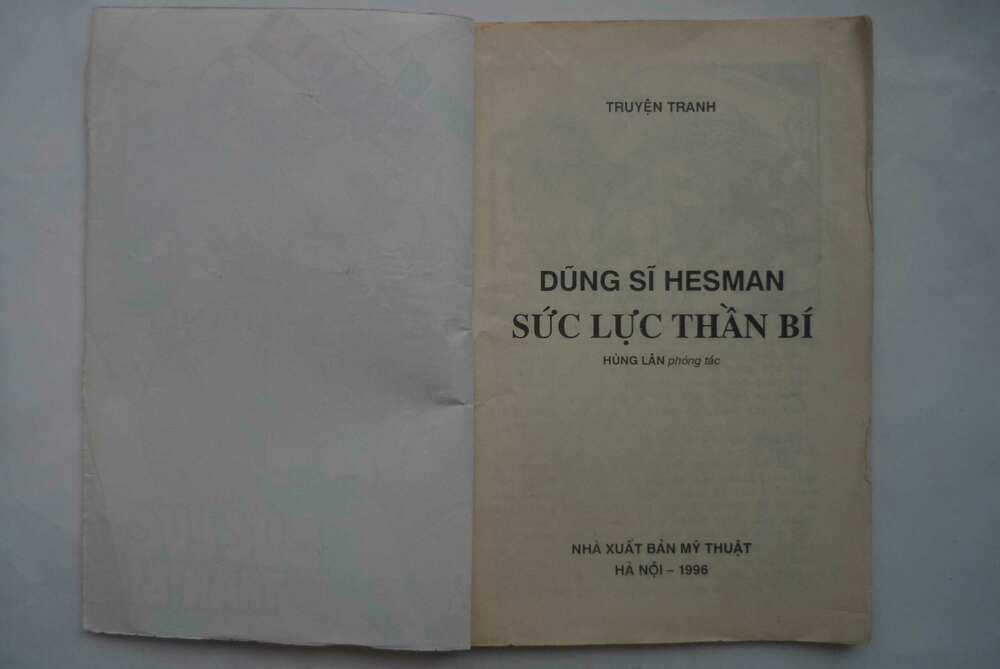 TRUYỆN TRANH
DŨNG SĨ HESMAN
SỨC LỰC THẦN BÍ
HÙNG LÂN phóng tác
NHÀ XUẤT BẢN MỸ THUẬT
HÀ NỘI – 1996